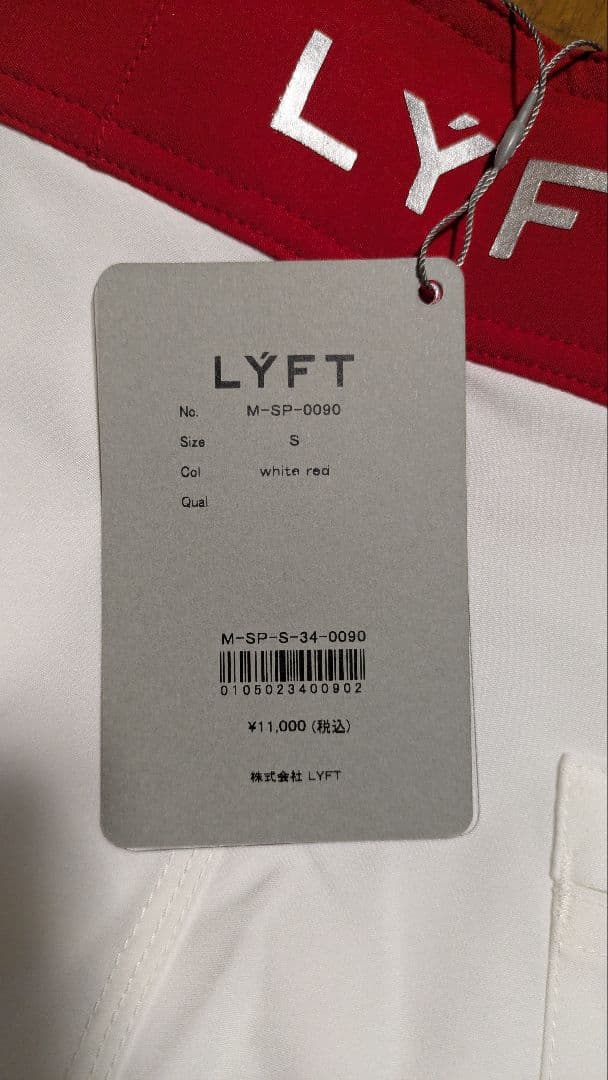 LÝF
LÝFT
No. M-SP-0090
Size S
Col white red
Qual
M-SP-S-34-0090
0105023400902
¥11,000 (税込)
株式会社 LYFT